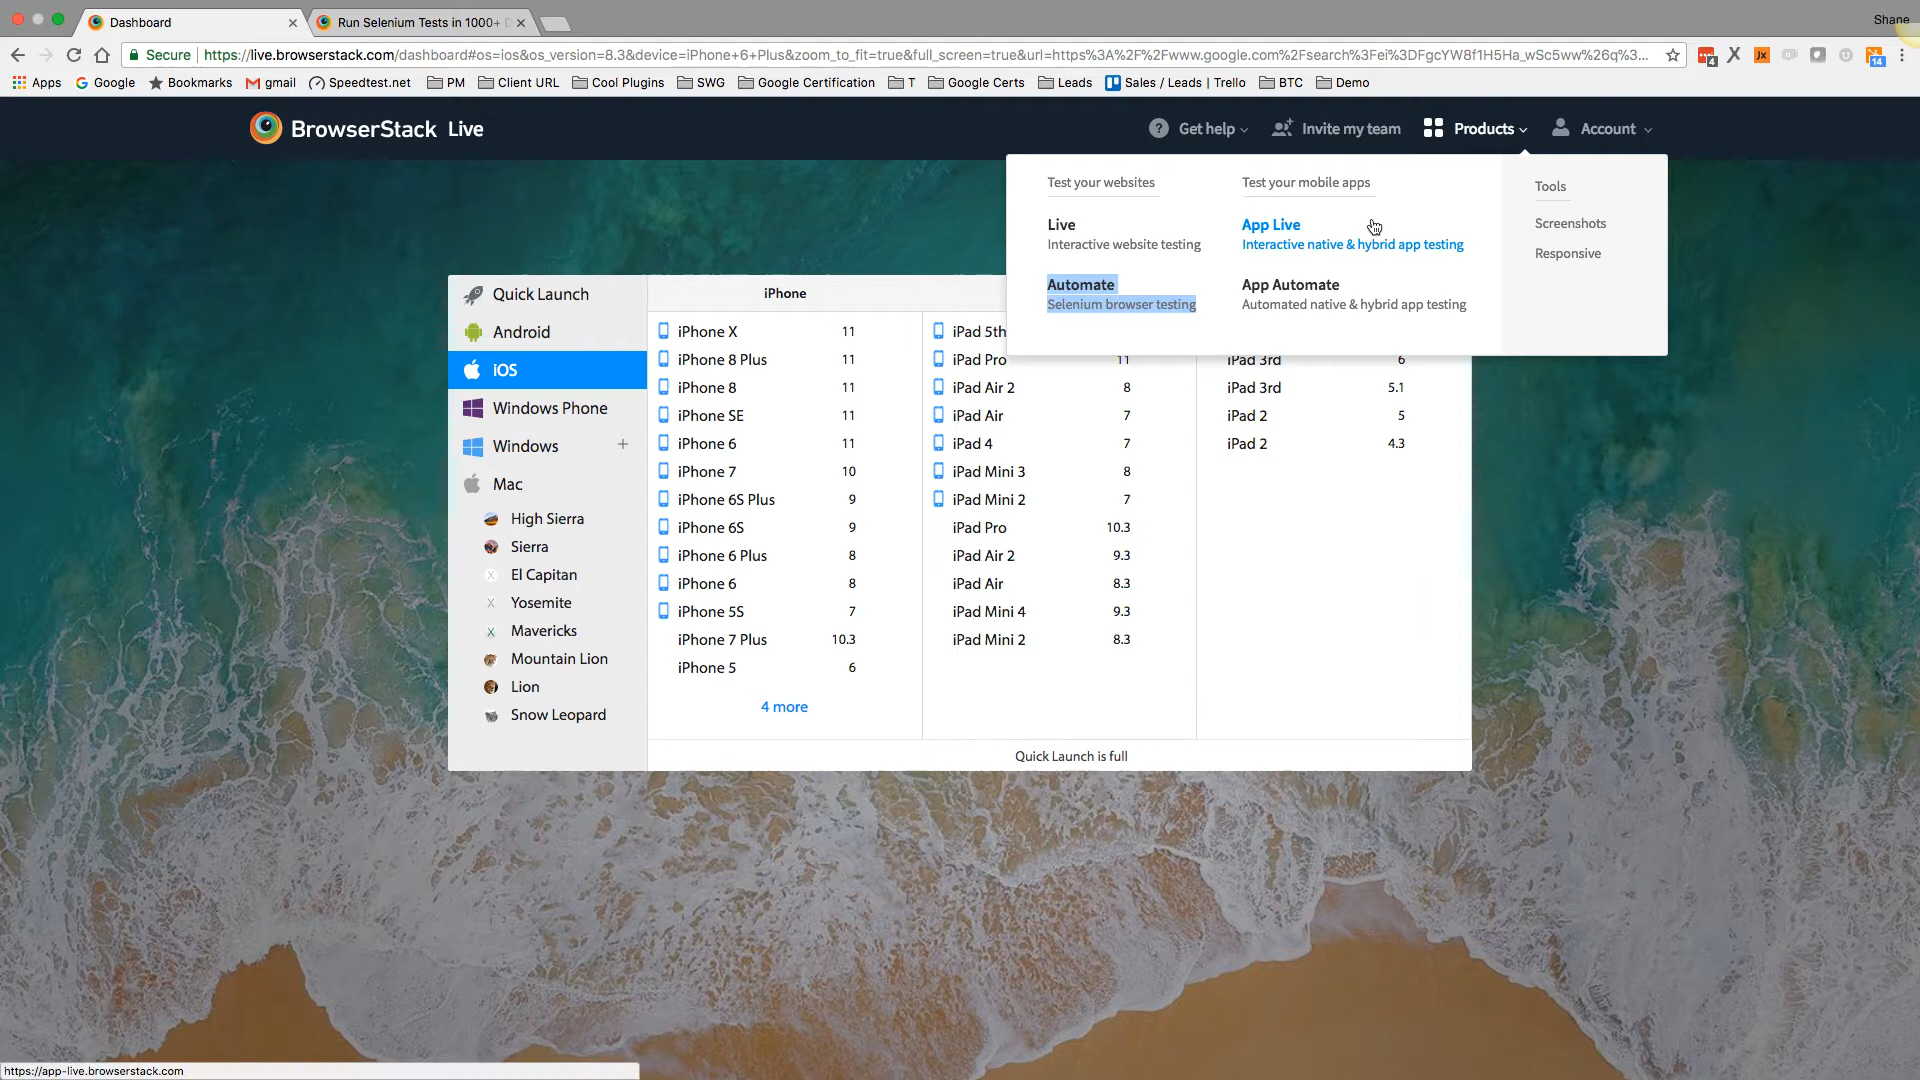 Shane
Dashboard
Run Selenium Tests in 1000+ D
Secure https://live.browserstack.com/dashboard#os=ios&os_version=8.3&device=iPhone+6+Plus&zoom_to_fit=true&full_screen=true&url=https%3A%2F%2Fwww.google.com%2Fsearch%3Fei%3DFgcYW8f1H5Ha_wSc5ww%26q%3...
4
14
Apps Google Bookmarks gmail Speedtest.net PM Client URL Cool Plugins SWG Google Certification T Google Certs Leads Sales / Leads | Trello BTC Demo
BrowserStack Live
Get help
Invite my team
Products
Account
Test your websites
Live
Interactive website testing
Automate
Selenium browser testing
Test your mobile apps
App Live
Interactive native & hybrid app testing
App Automate
Automated native & hybrid app testing
Tools
Screenshots
Responsive
Quick Launch
Android
iOS
Windows Phone
Windows
Mac
High Sierra
Sierra
El Capitan
Yosemite
Mavericks
Mountain Lion
Lion
Snow Leopard
iPhone
iPhone X 11
iPhone 8 Plus 11
iPhone 8 11
iPhone SE 11
iPhone 6 11
iPhone 7 10
iPhone 6S Plus 9
iPhone 6S 9
iPhone 6 Plus 8
iPhone 6 8
iPhone 5S 7
iPhone 7 Plus 10.3
iPhone 5 6
4 more
iPad 5th
iPad Pro 11
iPad Air 2 8
iPad Air 7
iPad 4 7
iPad Mini 3 8
iPad Mini 2 7
iPad Pro 10.3
iPad Air 2 9.3
iPad Air 8.3
iPad Mini 4 9.3
iPad Mini 2 8.3
iPad 3rd 6
iPad 3rd 5.1
iPad 2 5
iPad 2 4.3
Quick Launch is full
https://app-live.browserstack.com